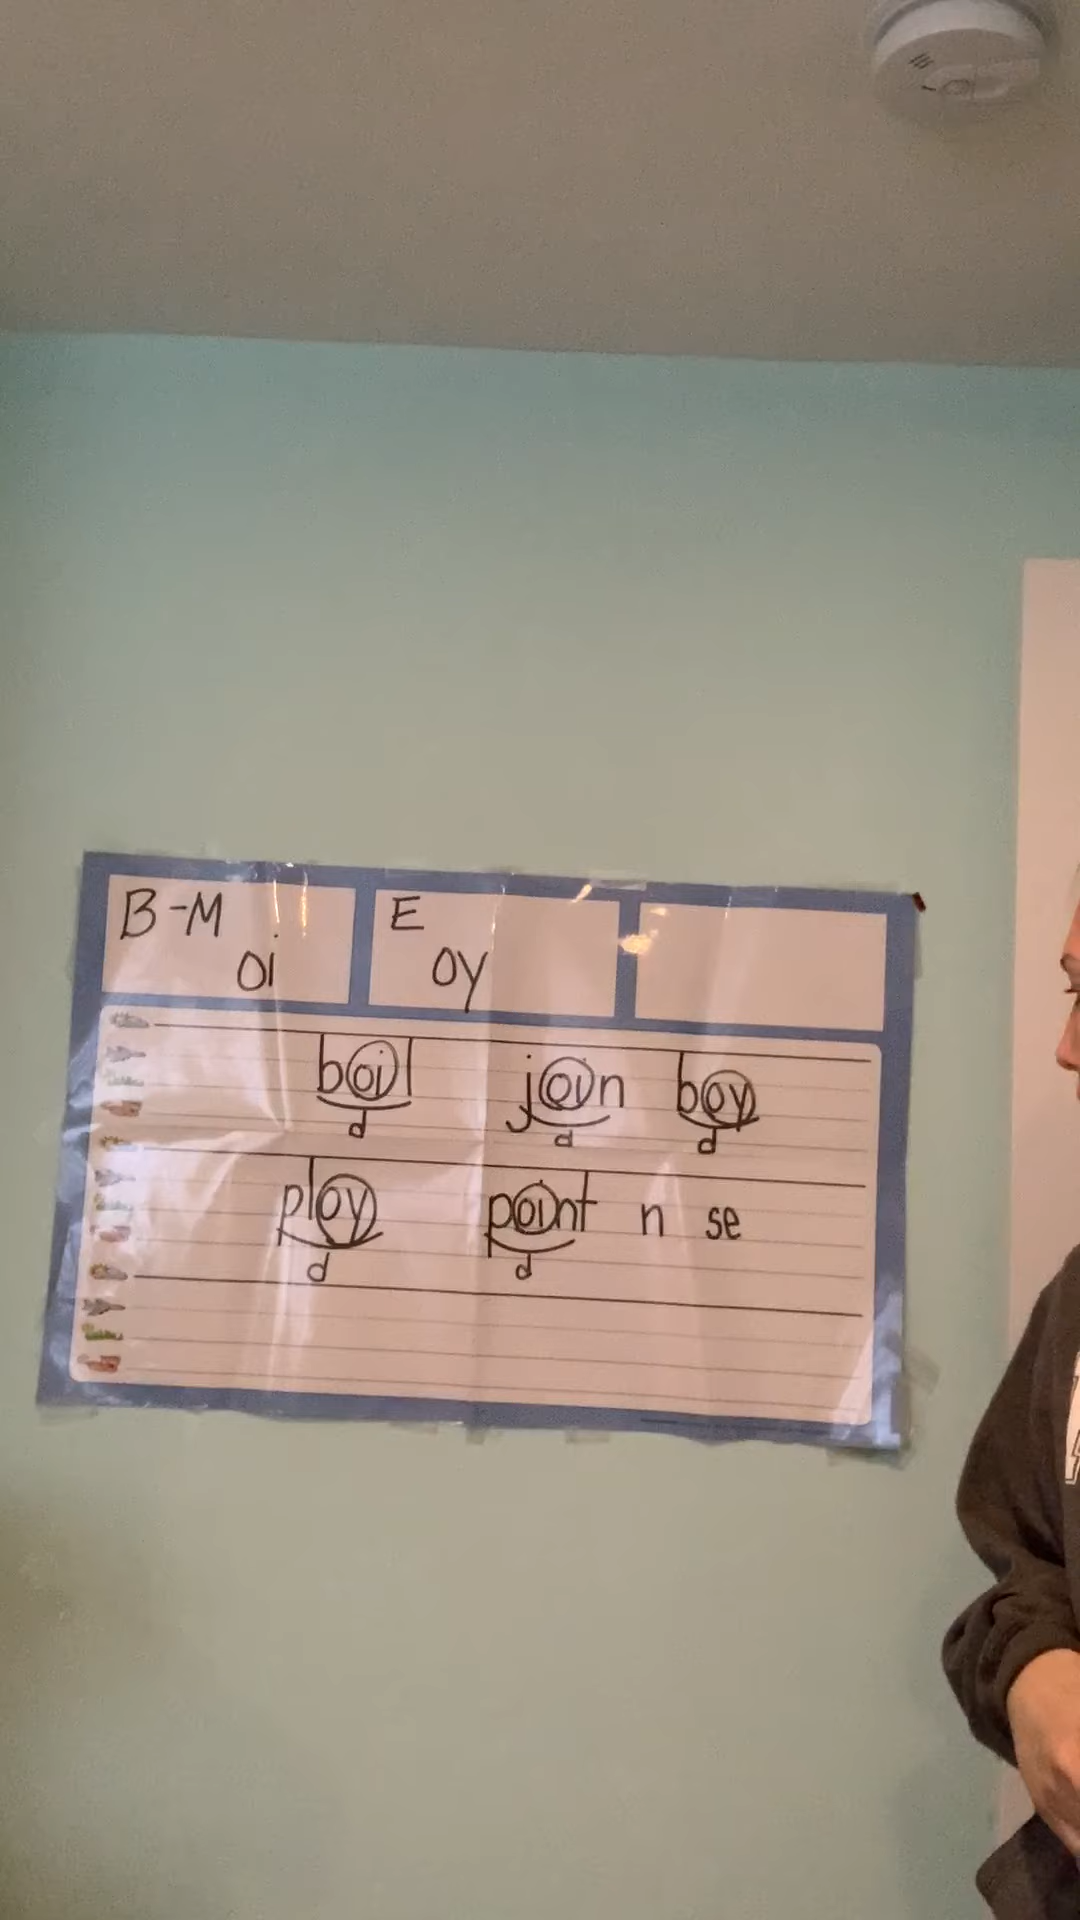 B-M E
oi oy
boil join boy
d d d
ploy point n se
d d